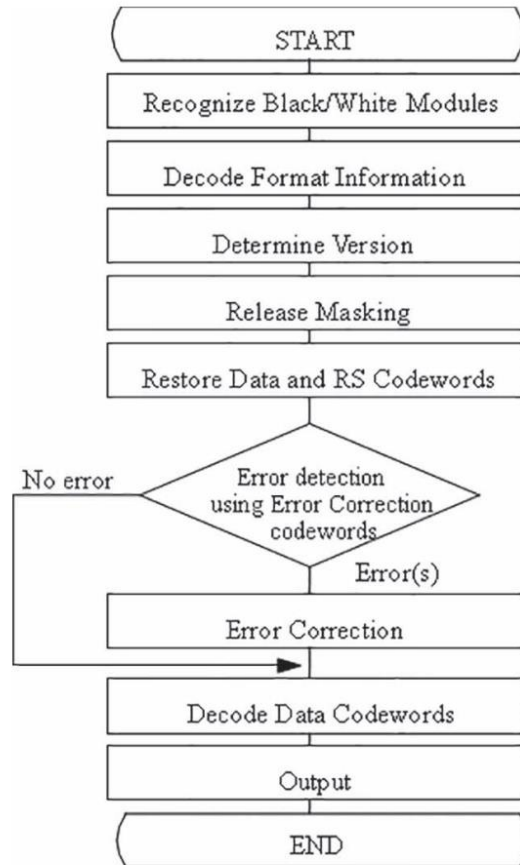 START
Recognize Black/White Modules
Decode Format Information
Determine Version
Release Masking
Restore Data and RS Codewords
No error
Error detection
using Error Correction
codewords
Error(s)
Error Correction
Decode Data Codewords
Output
END